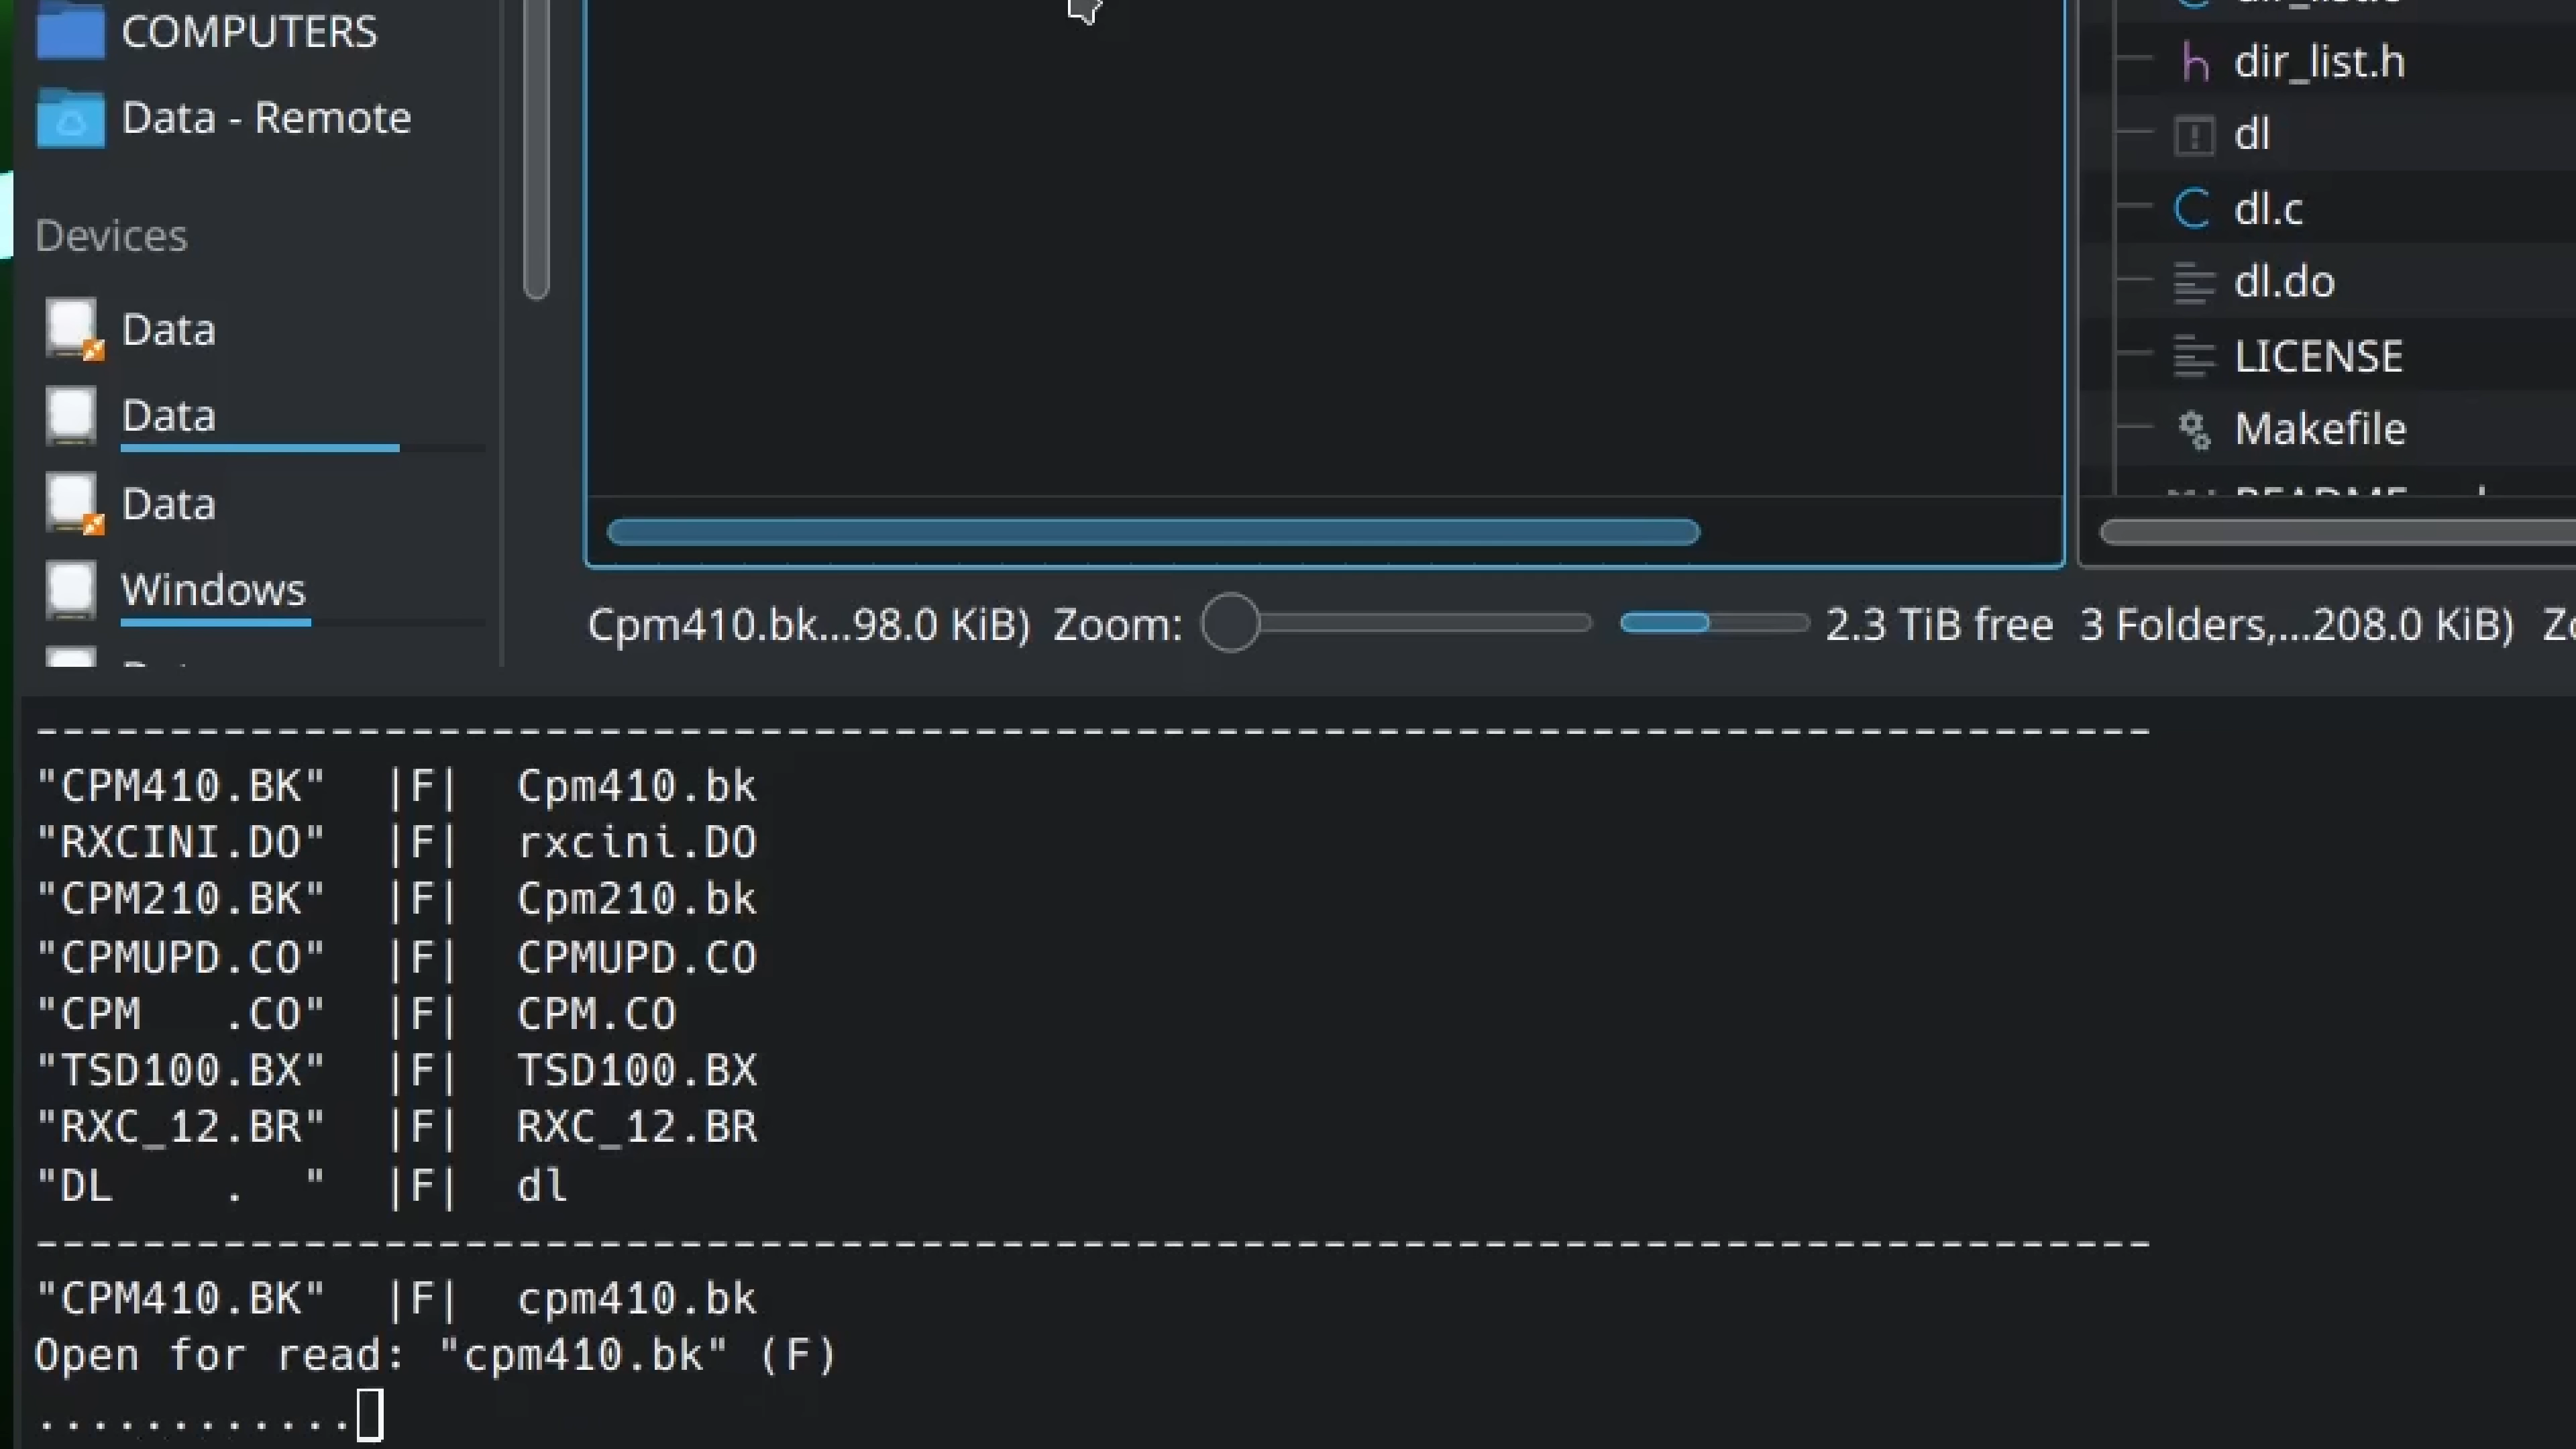 COMPUTERS
Data - Remote
Devices
Data
Data
Data
Windows
dir_list.h
dl
dl.c
dl.do
LICENSE
Makefile
Cpm410.bk...98.0 KiB) Zoom: 2.3 TiB free 3 Folders,...208.0 KiB)
--------------------------------------------------------------------------------
"CPM410.BK" |F| Cpm410.bk
"RXCINI.DO" |F| rxcini.DO
"CPM210.BK" |F| Cpm210.bk
"CPMUPD.CO" |F| CPMUPD.CO
"CPM   .CO" |F| CPM.CO
"TSD100.BX" |F| TSD100.BX
"RXC_12.BR" |F| RXC_12.BR
"DL    .  " |F| dl
--------------------------------------------------------------------------------
"CPM410.BK" |F| cpm410.bk
Open for read: "cpm410.bk" (F)
............